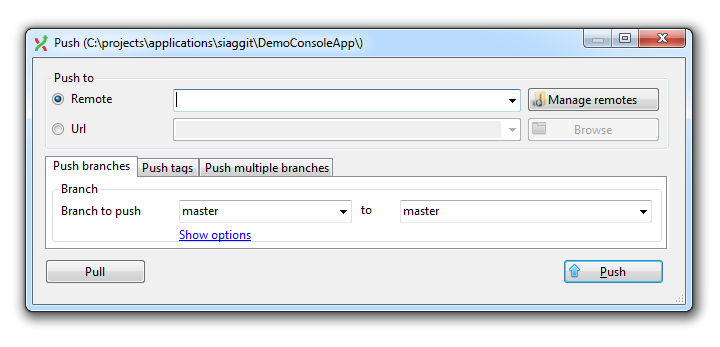 Push (C:\projects\applications\siaggit\DemoConsoleApp\)
Push to
Remote
Manage remotes
Url
Browse
Push branches Push tags Push multiple branches
Branch
Branch to push master to master
Show options
Pull
Push